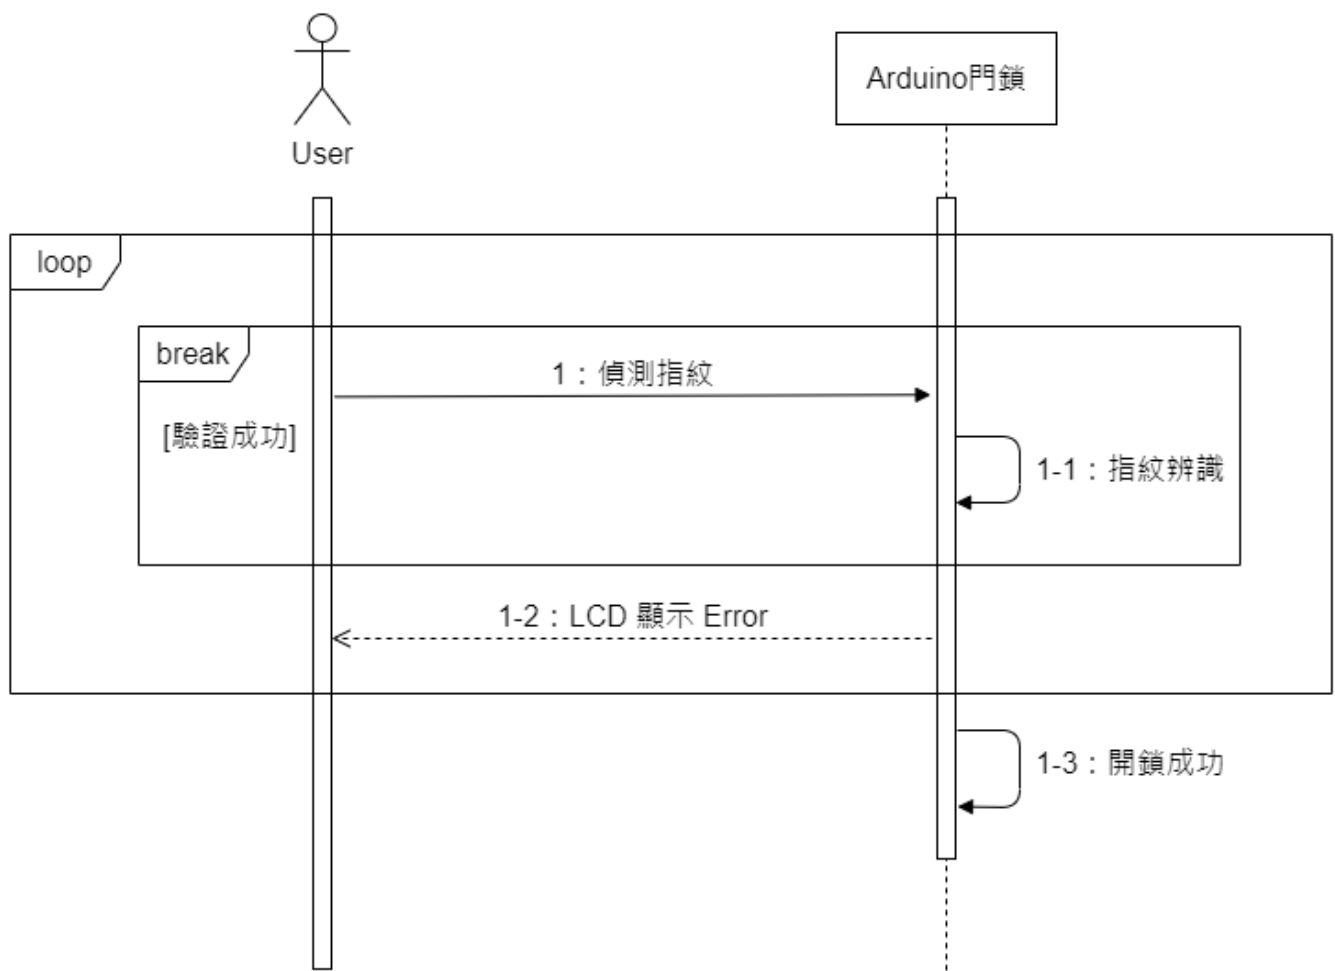 User
Arduino門鎖
loop
break
1：偵測指紋
[驗證成功]
1-1：指紋辨識
1-2：LCD 顯示 Error
1-3：開鎖成功